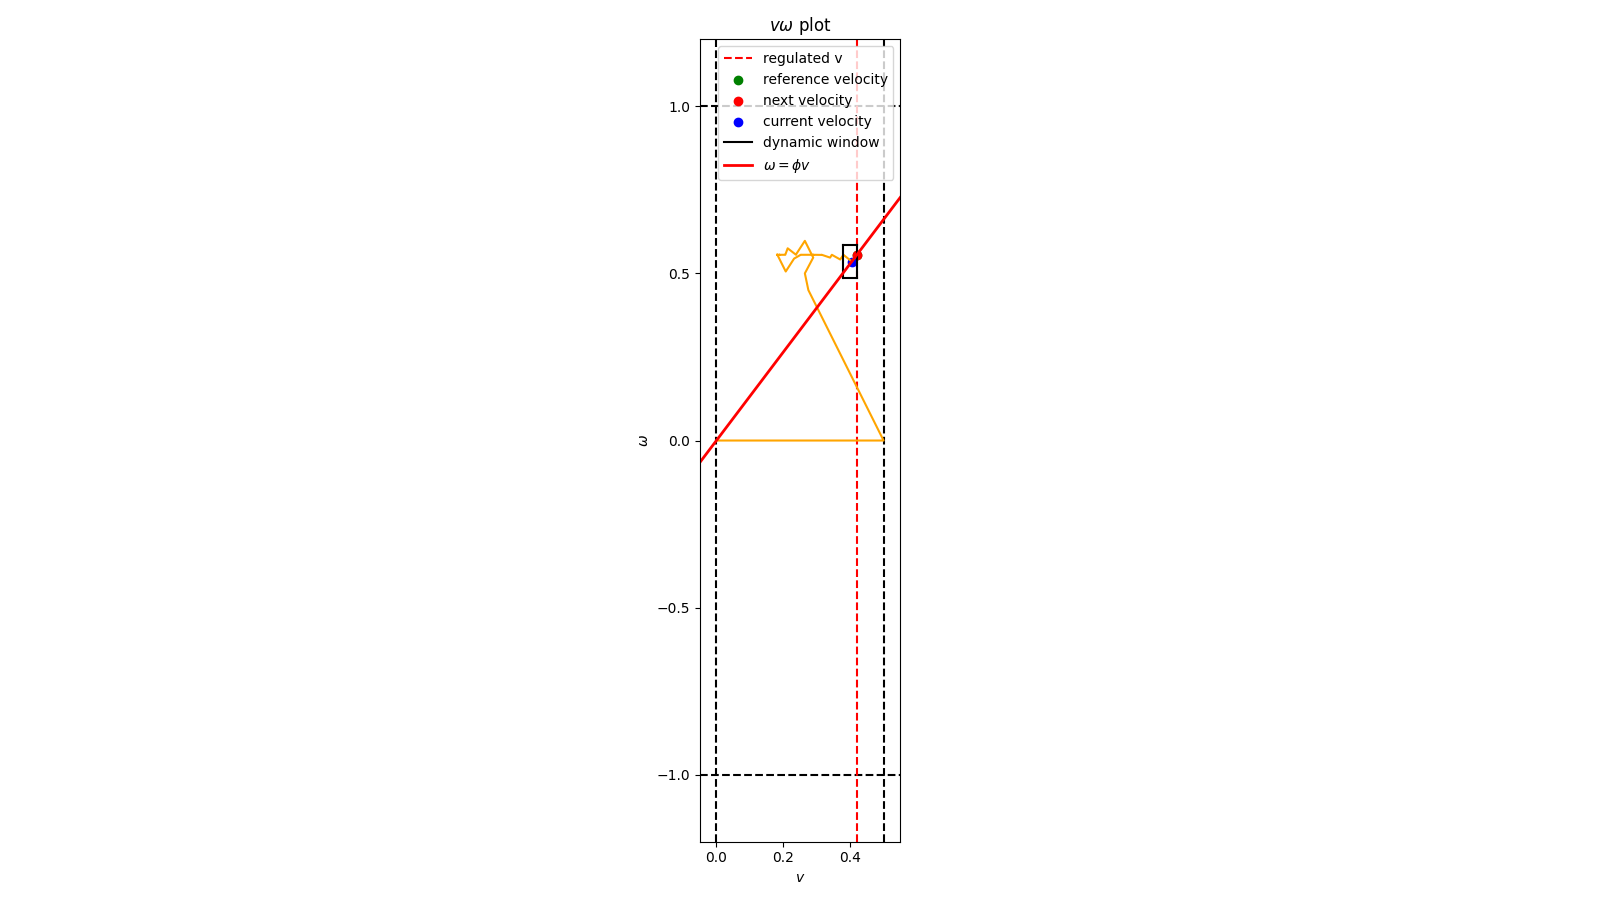 vω plot
regulated v
reference velocity
next velocity
current velocity
dynamic window
ω = ϕv
1.0
0.5
0.0
−0.5
−1.0
ω
0.0 0.2 0.4
v